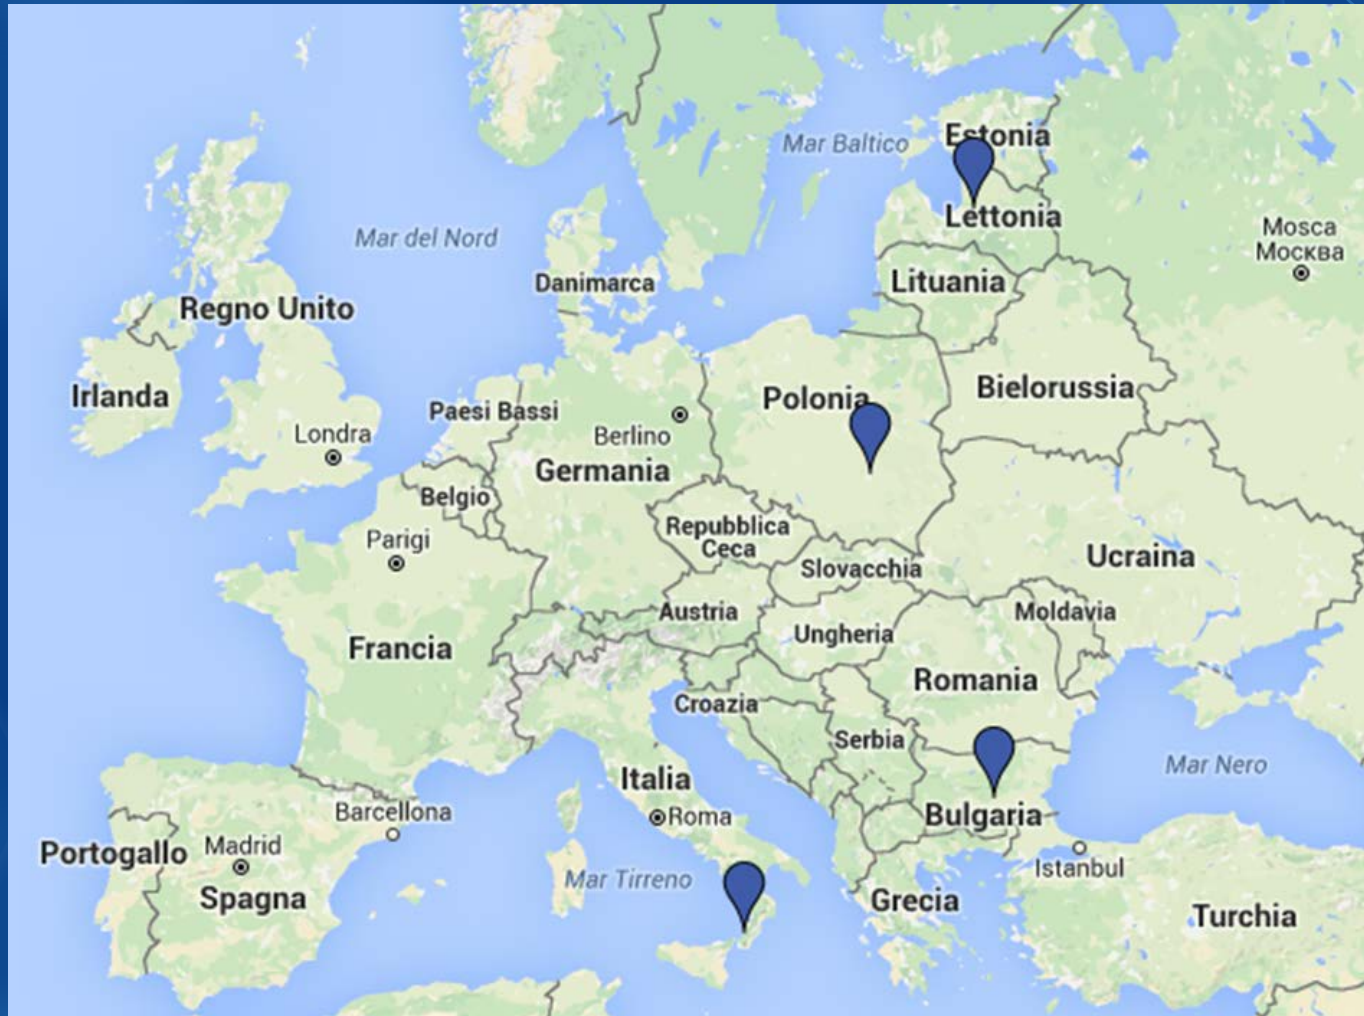 Estonia
Mar Baltico
Lettonia
Mosca
Москва
Mar del Nord
Danimarca
Lituania
Regno Unito
Irlanda
Polonia
Bielorussia
Paesi Bassi
Londra
Berlino
Germania
Belgio
Repubblica
Ceca
Parigi
Slovacchia
Ucraina
Austria
Moldavia
Ungheria
Francia
Romania
Croazia
Serbia
Mar Nero
Italia
Barcellona
Roma
Bulgaria
Portogallo
Madrid
Istanbul
Mar Tirreno
Spagna
Grecia
Turchia